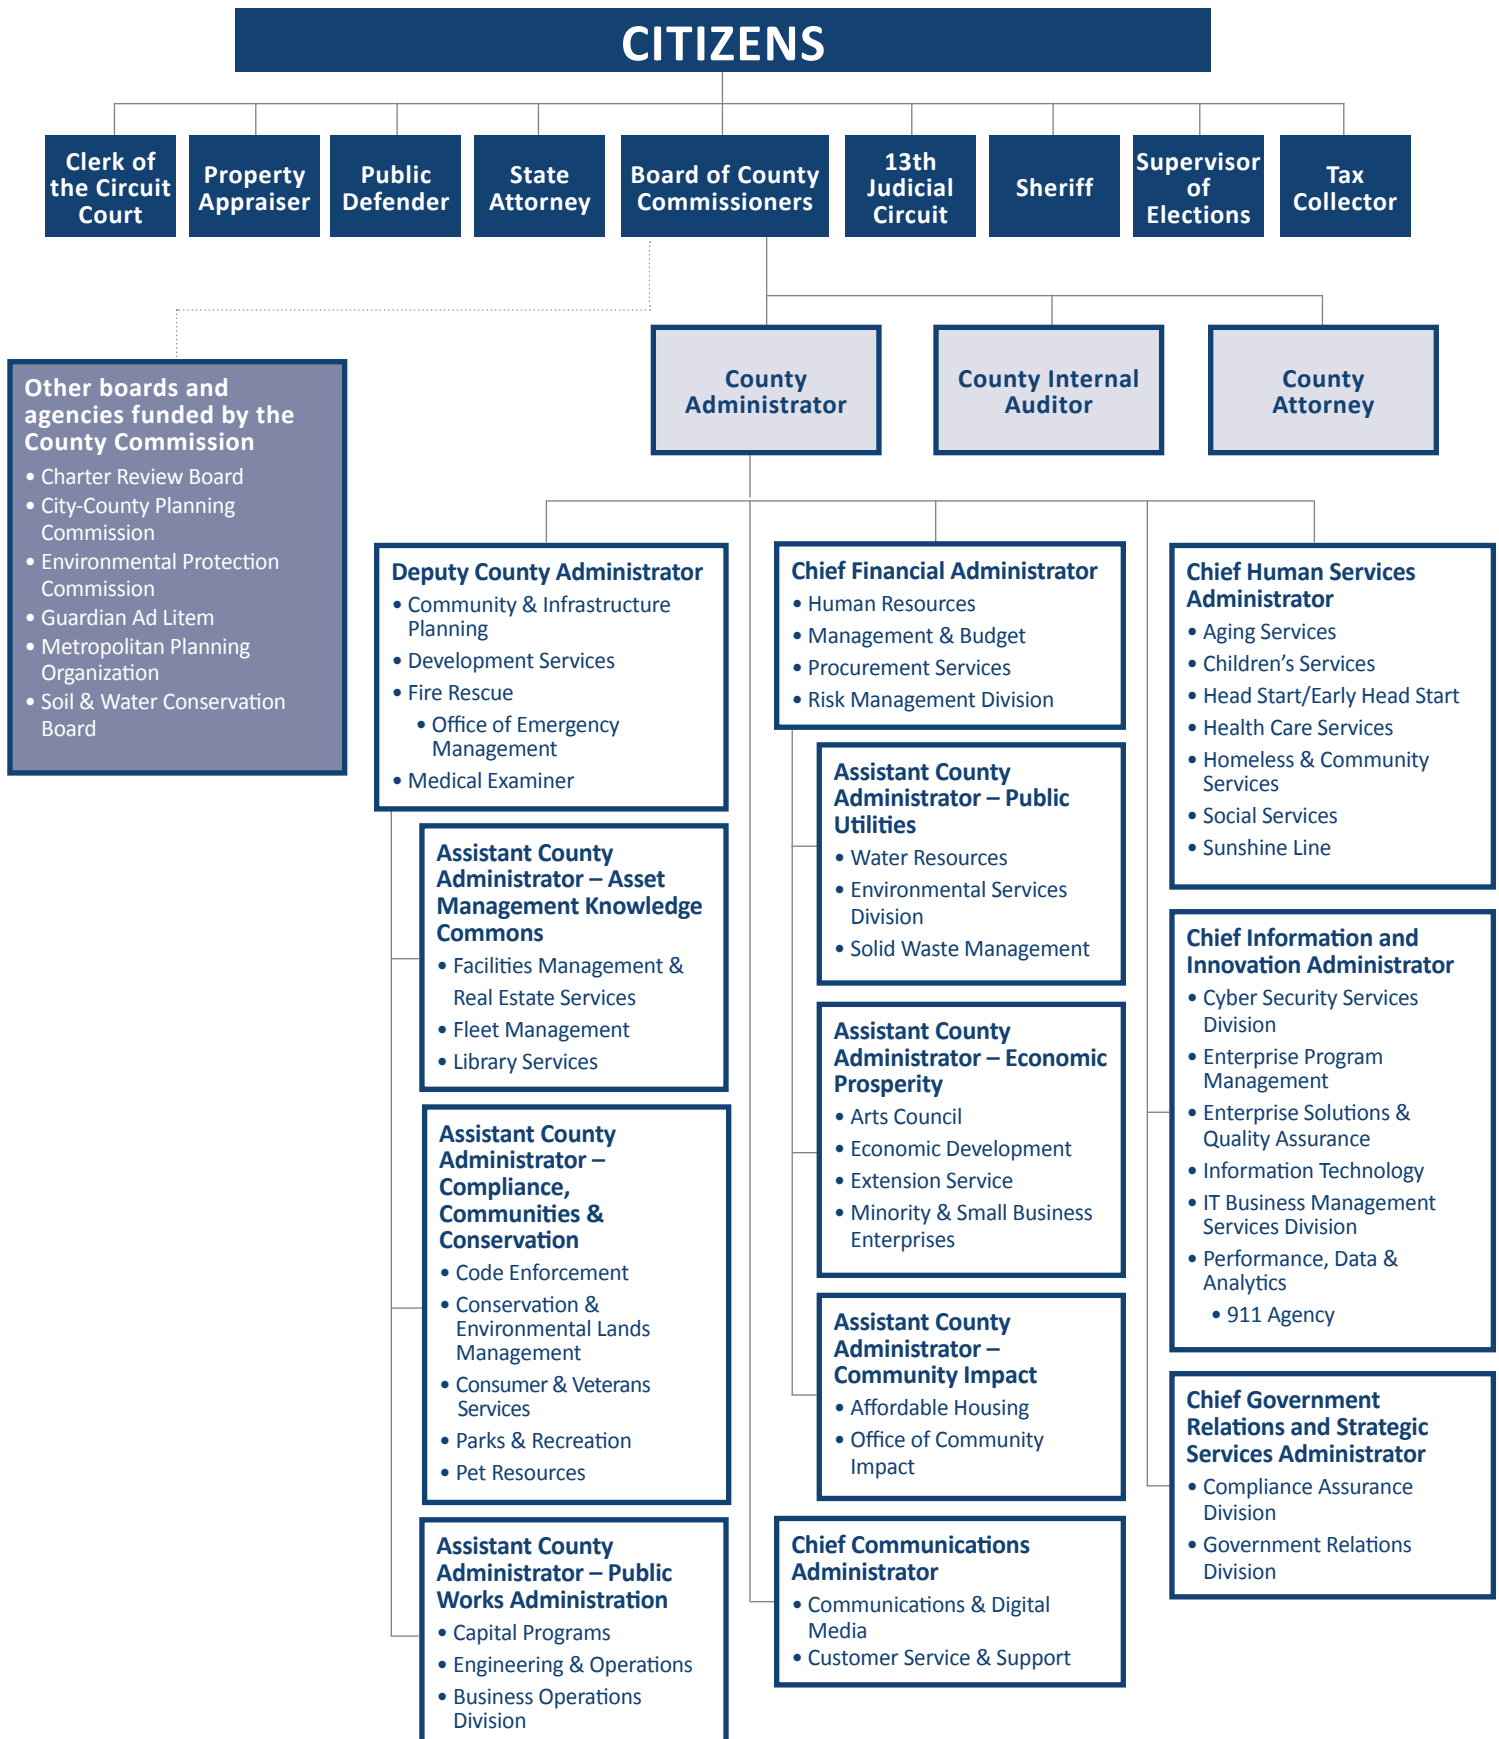 CITIZENS
Clerk of
the Circuit
Court
Property
Appraiser
Public
Defender
State
Attorney
Board of County
Commissioners
13th
Judicial
Circuit
Sheriff
Supervisor
of
Elections
Tax
Collector
Other boards and
agencies funded by the
County Commission
• Charter Review Board
• City-County Planning
Commission
• Environmental Protection
Commission
• Guardian Ad Litem
• Metropolitan Planning
Organization
• Soil & Water Conservation
Board
County
Administrator
County Internal
Auditor
County
Attorney
Deputy County Administrator
• Community & Infrastructure
Planning
• Development Services
• Fire Rescue
• Office of Emergency
Management
• Medical Examiner
Assistant County
Administrator – Asset
Management Knowledge
Commons
• Facilities Management &
Real Estate Services
• Fleet Management
• Library Services
Assistant County
Administrator –
Compliance,
Communities &
Conservation
• Code Enforcement
• Conservation &
Environmental Lands
Management
• Consumer & Veterans
Services
• Parks & Recreation
• Pet Resources
Assistant County
Administrator – Public
Works Administration
• Capital Programs
• Engineering & Operations
• Business Operations
Division
Chief Financial Administrator
• Human Resources
• Management & Budget
• Procurement Services
• Risk Management Division
Assistant County
Administrator – Public
Utilities
• Water Resources
• Environmental Services
Division
• Solid Waste Management
Assistant County
Administrator – Economic
Prosperity
• Arts Council
• Economic Development
• Extension Service
• Minority & Small Business
Enterprises
Assistant County
Administrator –
Community Impact
• Affordable Housing
• Office of Community
Impact
Chief Communications
Administrator
• Communications & Digital
Media
• Customer Service & Support
Chief Human Services
Administrator
• Aging Services
• Children’s Services
• Head Start/Early Head Start
• Health Care Services
• Homeless & Community
Services
• Social Services
• Sunshine Line
Chief Information and
Innovation Administrator
• Cyber Security Services
Division
• Enterprise Program
Management
• Enterprise Solutions &
Quality Assurance
• Information Technology
• IT Business Management
Services Division
• Performance, Data &
Analytics
• 911 Agency
Chief Government
Relations and Strategic
Services Administrator
• Compliance Assurance
Division
• Government Relations
Division